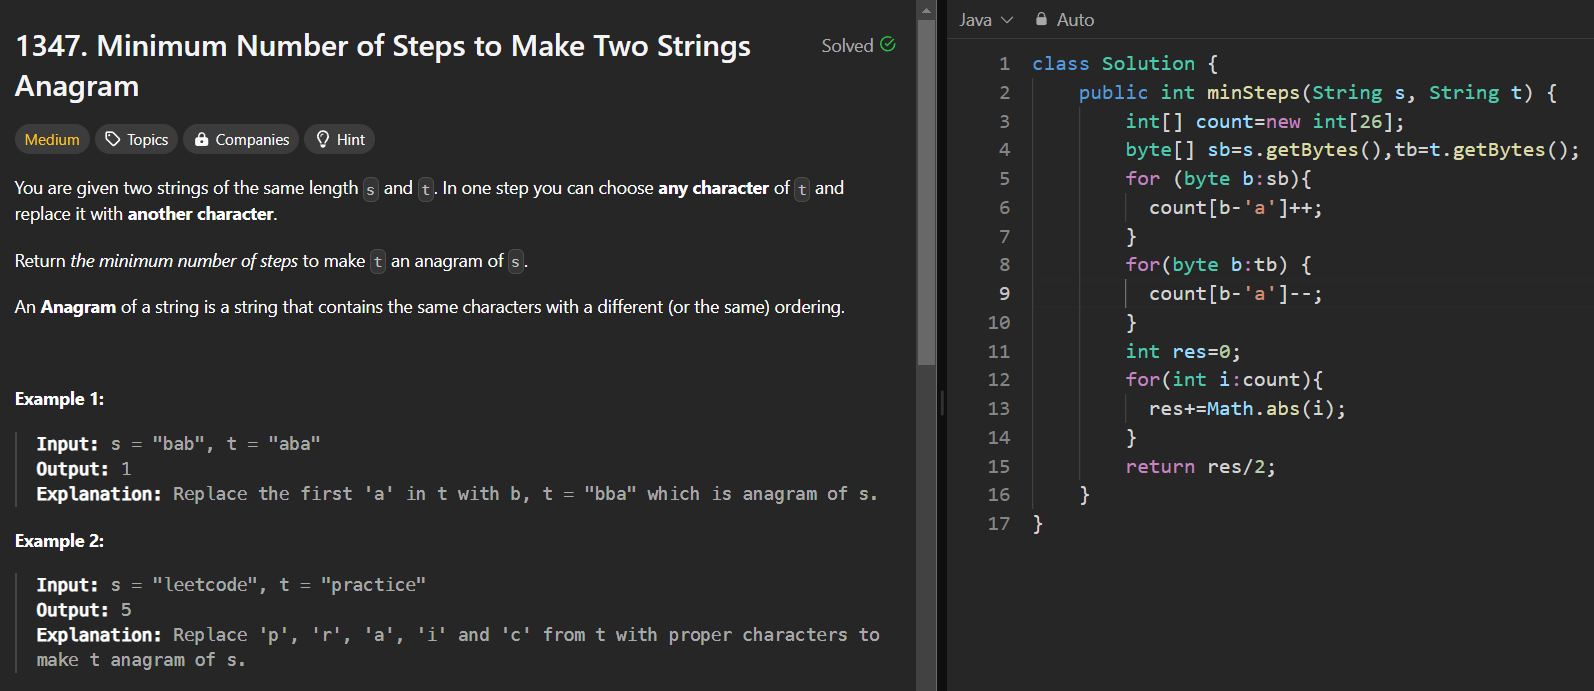 1347. Minimum Number of Steps to Make Two Strings
Anagram
Solved
Medium Topics Companies Hint
You are given two strings of the same length s and t. In one step you can choose any character of t and
replace it with another character.
Return the minimum number of steps to make t an anagram of s.
An Anagram of a string is a string that contains the same characters with a different (or the same) ordering.
Example 1:
Input: s = "bab", t = "aba"
Output: 1
Explanation: Replace the first 'a' in t with b, t = "bba" which is anagram of s.
Example 2:
Input: s = "leetcode", t = "practice"
Output: 5
Explanation: Replace 'p', 'r', 'a', 'i' and 'c' from t with proper characters to
make t anagram of s.
Java Auto
1 class Solution {
2 public int minSteps(String s, String t) {
3 int[] count=new int[26];
4 byte[] sb=s.getBytes(),tb=t.getBytes();
5 for (byte b:sb){
6 count[b-'a']++;
7 }
8 for(byte b:tb) {
9 count[b-'a']--;
10 }
11 int res=0;
12 for(int i:count){
13 res+=Math.abs(i);
14 }
15 return res/2;
16 }
17 }